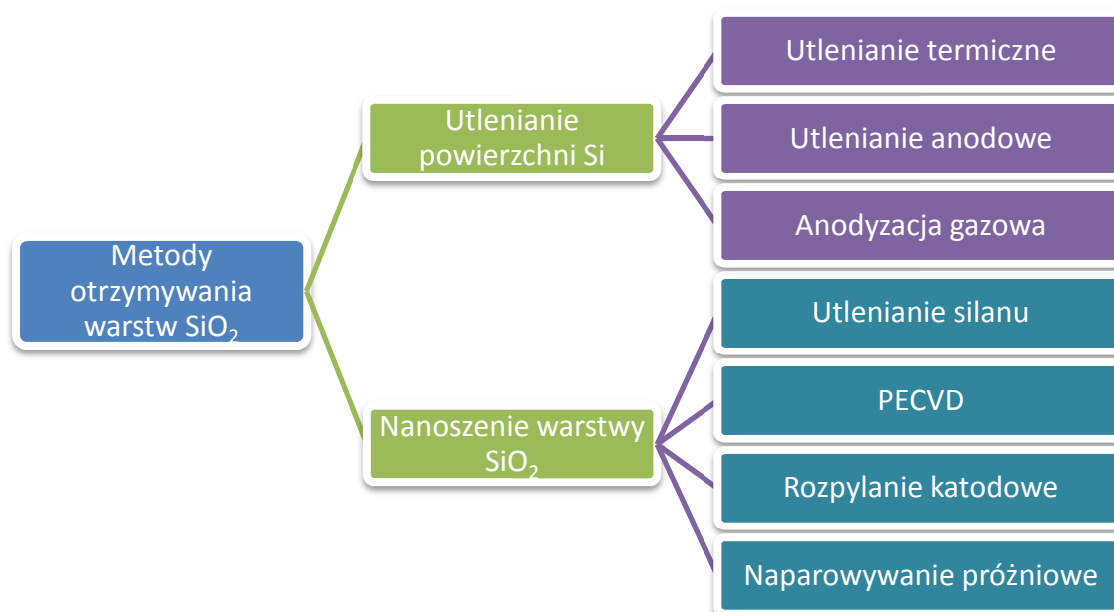 Metody
otrzymywania
warstw SiO₂
Utlenianie
powierzchni Si
Utlenianie termiczne
Utlenianie anodowe
Anodyzacja gazowa
Nanoszenie warstwy
SiO₂
Utlenianie silanu
PECVD
Rozpylanie katodowe
Naparowywanie próżniowe